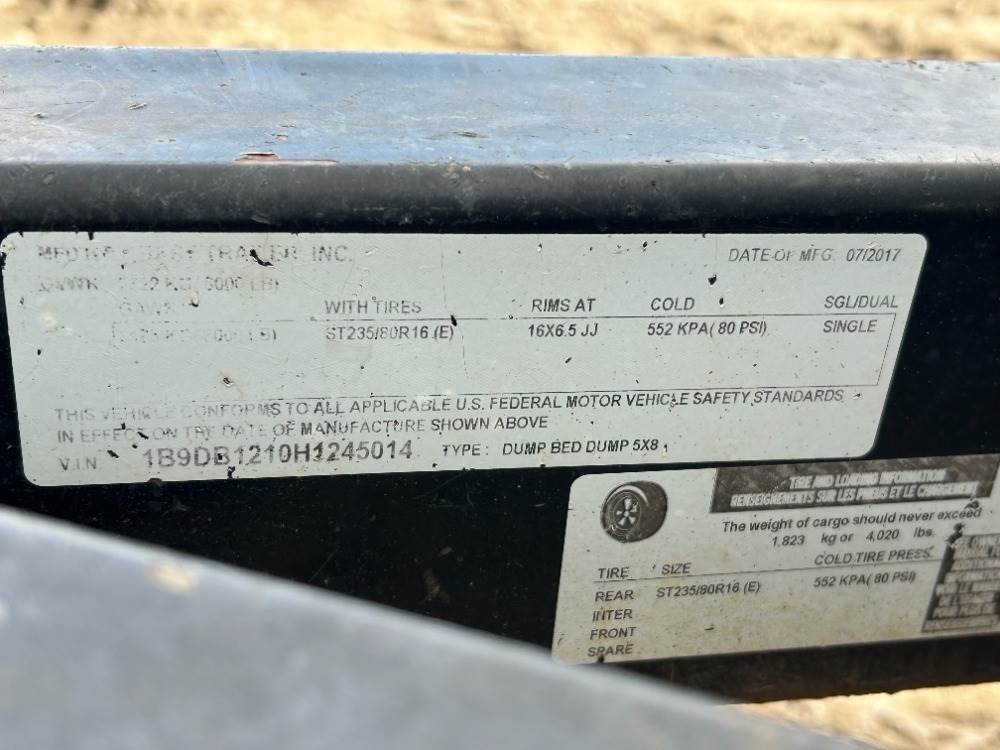 TRAILER, INC.
DATE OF MFG. 07/2017
WITH TIRES RIMS AT COLD SGL/DUAL
ST235/80R16 (E) 16X6.5 JJ 552 KPA( 80 PSI) SINGLE
THIS VEHICLE CONFORMS TO ALL APPLICABLE U.S. FEDERAL MOTOR VEHICLE SAFETY STANDARDS
IN EFFECT ON THE DATE OF MANUFACTURE SHOWN ABOVE
V.I.N. 1B9DB1210H1245014 TYPE: DUMP BED DUMP 5X8
TIRE AND LOADING INFORMATION
RENSEIGNEMENTS SUR LES PNEUS ET LE CHARGEMENT
The weight of cargo should never exceed
1,823 kg or 4,020 lbs.
TIRE SIZE COLD TIRE PRESS.
REAR ST235/80R16 (E) 552 KPA( 80 PSI)
INTER
FRONT
SPARE